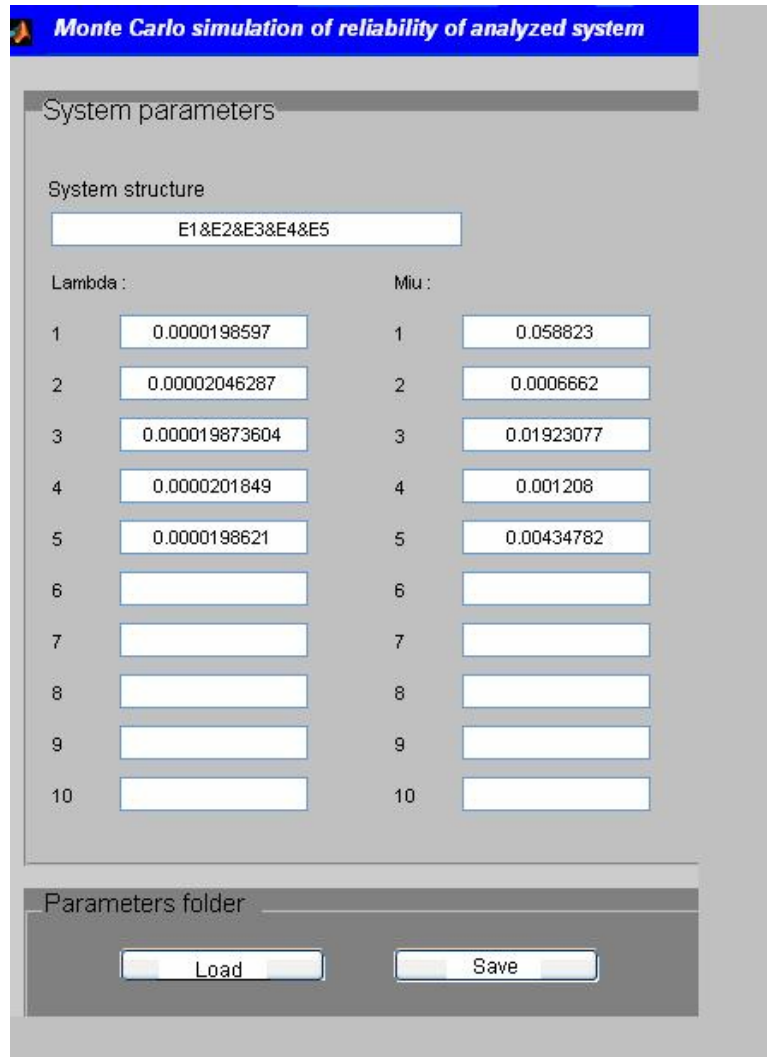 Monte Carlo simulation of reliability of analyzed system
System parameters
System structure
E1&E2&E3&E4&E5
Lambda : Miu :
1 0.0000198597 1 0.058823
2 0.00002046287 2 0.0006662
3 0.000019873604 3 0.01923077
4 0.0000201849 4 0.001208
5 0.0000198621 5 0.00434782
6 6
7 7
8 8
9 9
10 10
Parameters folder
Load Save